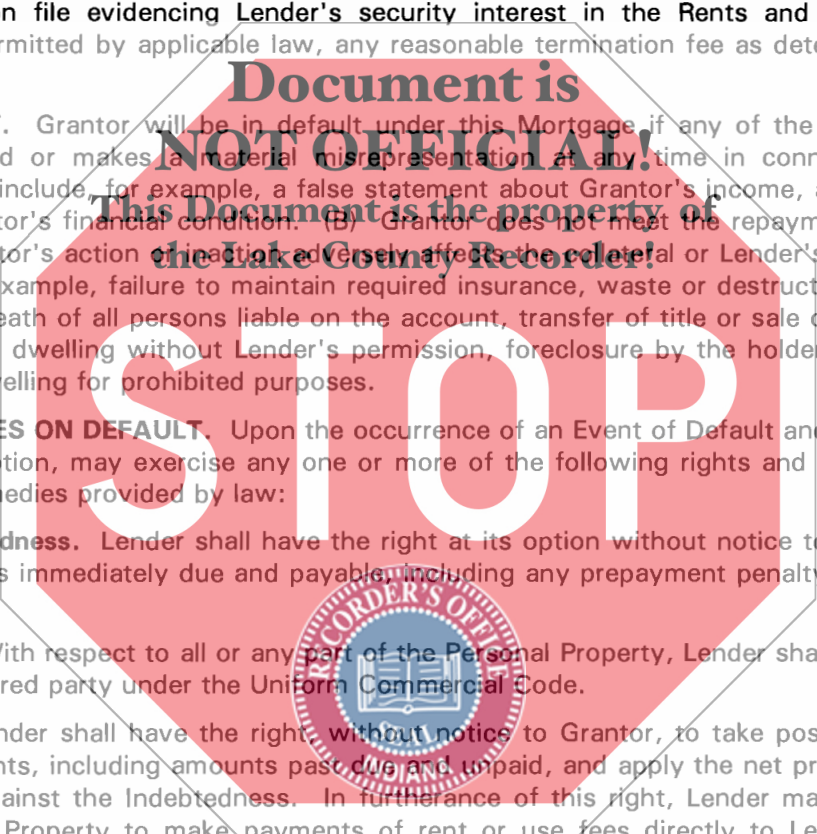 on file evidencing Lender's security interest in the Rents and
rmitted by applicable law, any reasonable termination fee as dete
Document is
. Grantor will be in default under this Mortgage if any of the
NOT OFFICIAL!
d or makes a material misrepresentation at any time in conn
include, for example, a false statement about Grantor's income,
This Document is the property of
tor's financial condition. (B) Grantor does not meet the repaym
the Lake County Recorder!
tor's action or inaction adversely affects the collateral or Lender's
xample, failure to maintain required insurance, waste or destruct
eath of all persons liable on the account, transfer of title or sale o
dwelling without Lender's permission, foreclosure by the holder
elling for prohibited purposes.
STOP
ES ON DEFAULT. Upon the occurrence of an Event of Default and
ption, may exercise any one or more of the following rights and
nedies provided by law:
dness. Lender shall have the right at its option without notice to
s immediately due and payable, including any prepayment penalty
RECORDER'S OFFICE
With respect to all or any part of the Personal Property, Lender sha
red party under the Uniform Commercial Code.
SEAL
nder shall have the right, without notice to Grantor, to take pos
INDIANA
nts, including amounts past due and unpaid, and apply the net pr
ainst the Indebtedness. In furtherance of this right, Lender ma
Property to make payments of rent or use fees directly to Le